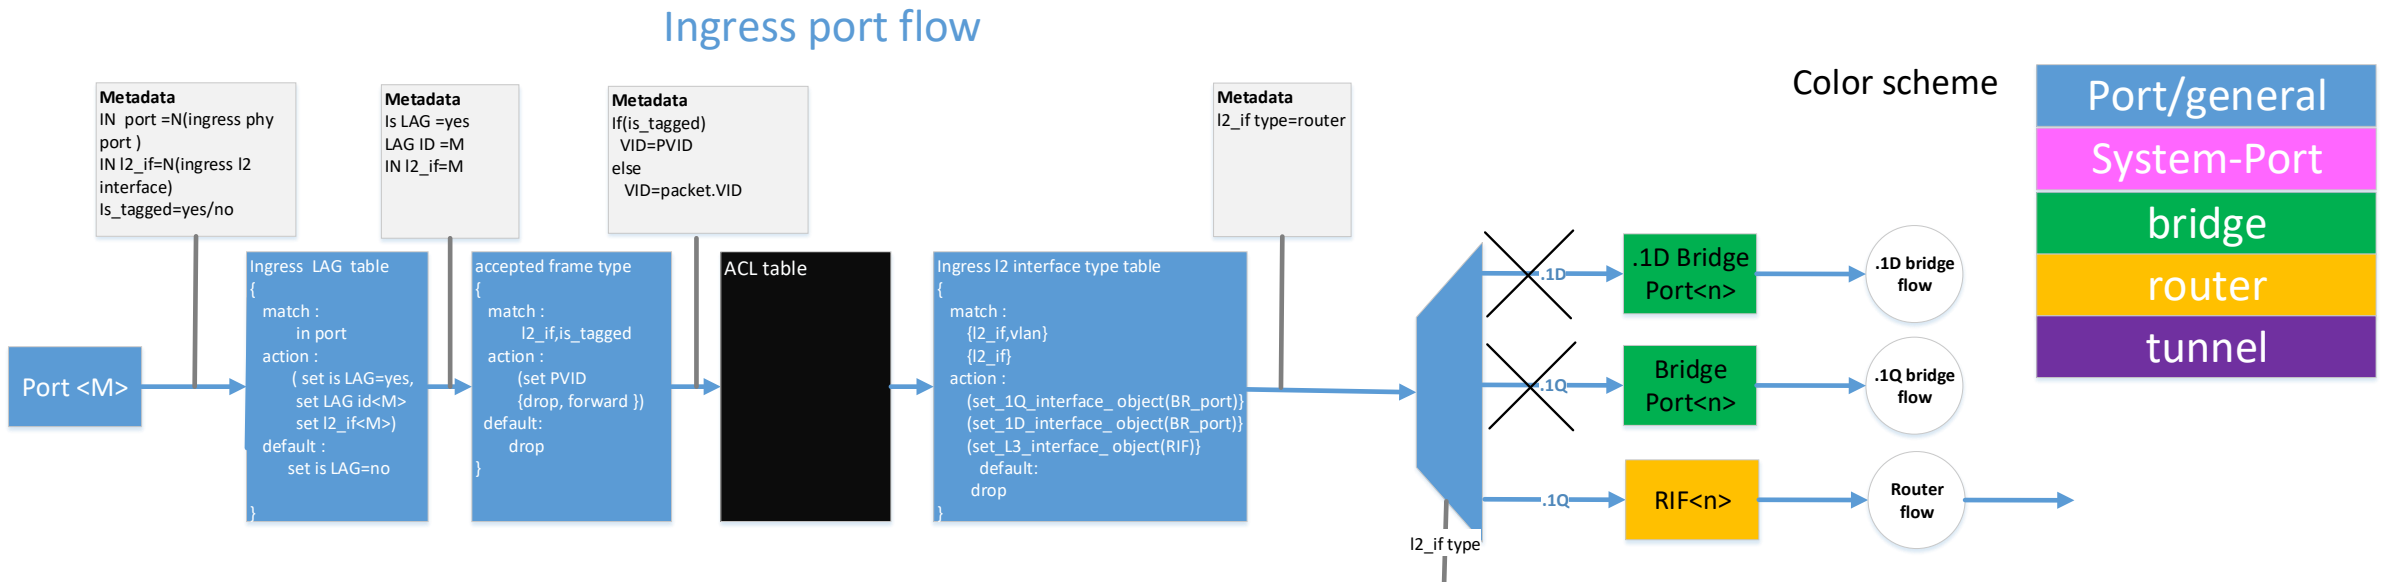 Ingress port flow
Metadata
IN port =N(ingress phy
port )
IN l2_if=N(ingress l2
interface)
Is_tagged=yes/no
Metadata
Is LAG =yes
LAG ID =M
IN l2_if=M
Metadata
If(is_tagged)
VID=PVID
else
VID=packet.VID
Metadata
l2_if type=router
Color scheme
Port/general
System-Port
bridge
router
tunnel
Port <M>
Ingress LAG table
{
match :
in port
action :
( set is LAG=yes,
set LAG id<M>
set l2_if<M>)
default :
set is LAG=no
}
accepted frame type
{
match :
l2_if,is_tagged
action :
(set PVID
{drop, forward })
default:
drop
}
ACL table
Ingress l2 interface type table
{
match :
{l2_if,vlan}
{l2_if}
action :
(set_1Q_interface_ object(BR_port)}
(set_1D_interface_ object(BR_port)}
(set_L3_interface_ object(RIF)}
default:
drop
}
l2_if type
.1D
.1D Bridge
Port<n>
.1D bridge
flow
.1Q
Bridge
Port<n>
.1Q bridge
flow
.1Q
RIF<n>
Router
flow